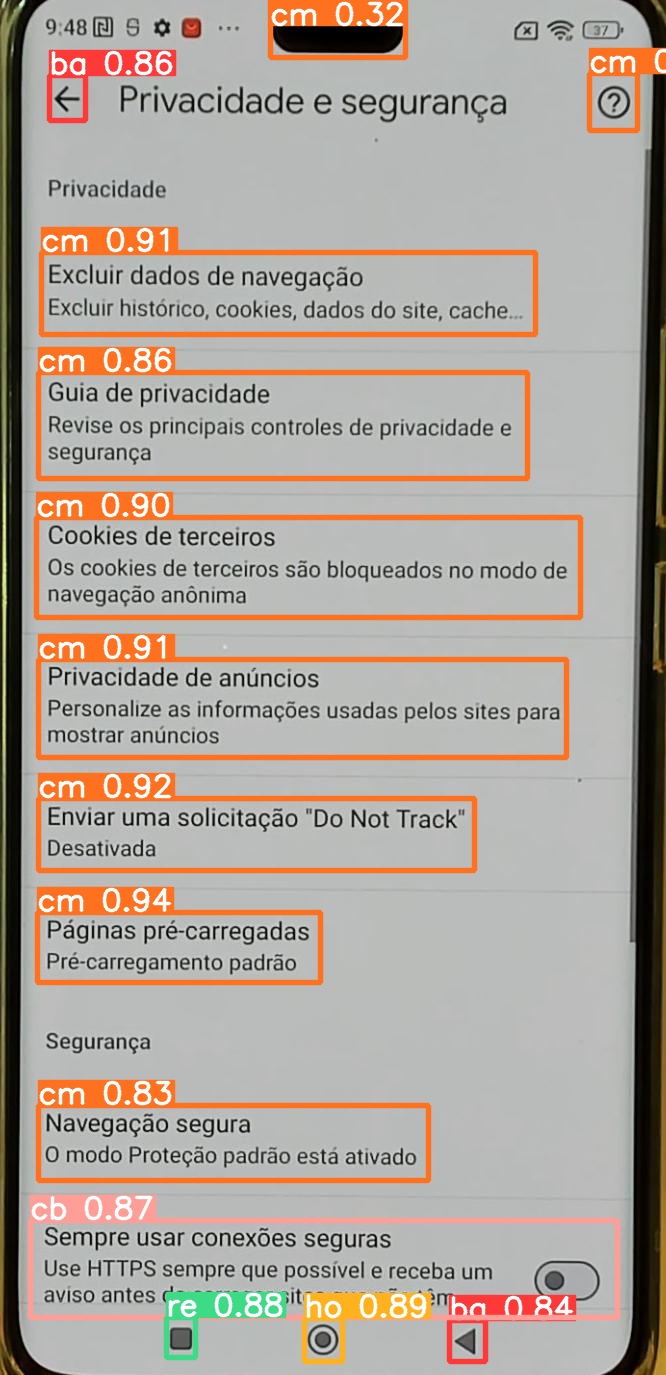 cm 0.32
9:48 ... 37
ba 0.86
cm 0
Privacidade e segurança
Privacidade
cm 0.91
Excluir dados de navegação
Excluir histórico, cookies, dados do site, cache...
cm 0.86
Guia de privacidade
Revise os principais controles de privacidade e
segurança
cm 0.90
Cookies de terceiros
Os cookies de terceiros são bloqueados no modo de
navegação anônima
cm 0.91
Privacidade de anúncios
Personalize as informações usadas pelos sites para
mostrar anúncios
cm 0.92
Enviar uma solicitação "Do Not Track"
Desativada
cm 0.94
Páginas pré-carregadas
Pré-carregamento padrão
Segurança
cm 0.83
Navegação segura
O modo Proteção padrão está ativado
cb 0.87
Sempre usar conexões seguras
Use HTTPS sempre que possível e receba um
aviso antes
re 0.88 ho 0.89 ba 0.84